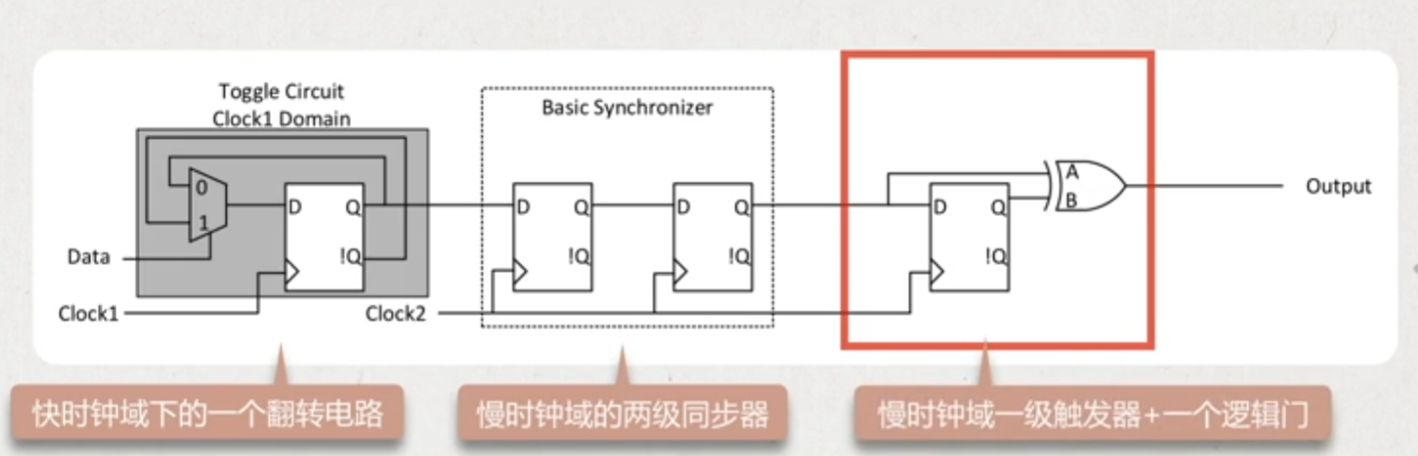 Toggle Circuit
Clock1 Domain
Basic Synchronizer
0
1
D
Q
!Q
D
Q
!Q
D
Q
!Q
D
Q
!Q
A
B
Output
Data
Clock1
Clock2
快时钟域下的一个翻转电路
慢时钟域的两级同步器
慢时钟域一级触发器+一个逻辑门